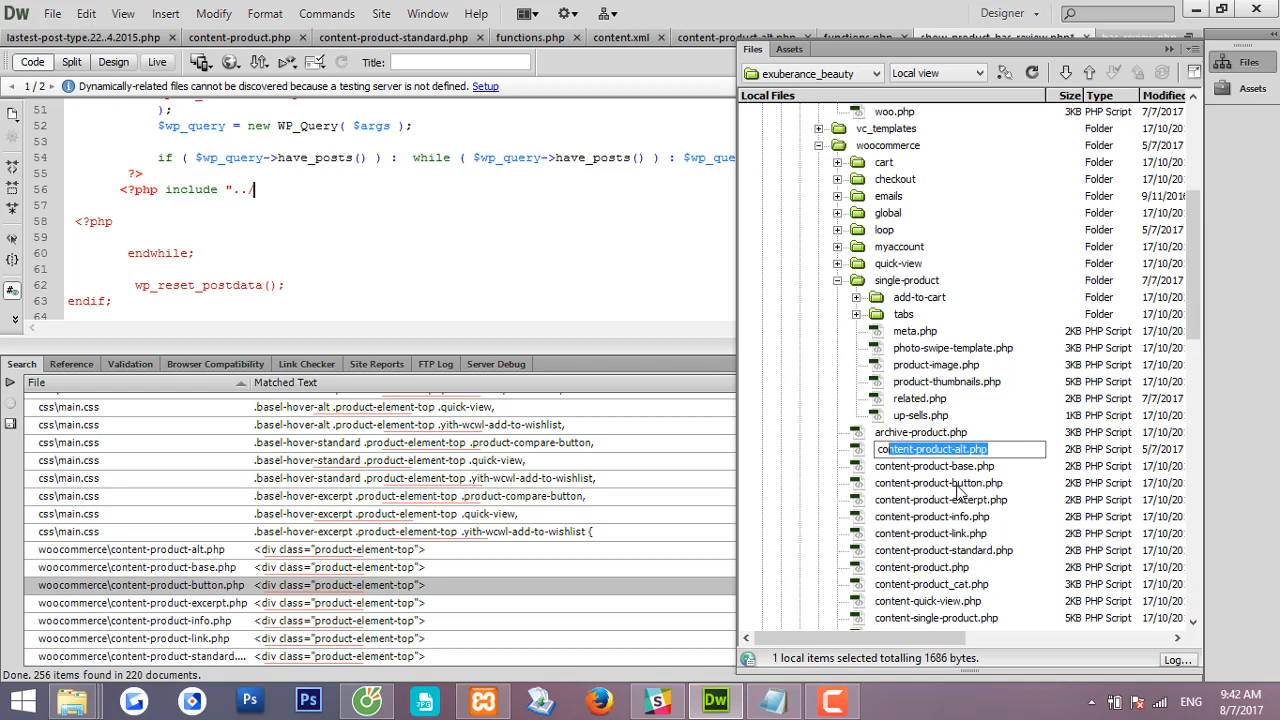 Dw File Edit View Insert Modify Format Commands Site Window Help Designer
lastest-post-type.22..4.2015.php content-product.php content-product-standard.php functions.php content.xml content-product-alt.php functions.php show_product_has_review.php has_review.php
Code Split Design Live Title:
1 / 2 Dynamically-related files cannot be discovered because a testing server is not defined. Setup
51 );
52 $wp_query = new WP_Query( $args );
53
54 if ( $wp_query->have_posts() ) : while ( $wp_query->have_posts() ) : $wp_que
55 ?>
56 <?php include "../
57
58 <?php
59
60 endwhile;
61
62 wp_reset_postdata();
63 endif;
64
Files Assets
exuberance_beauty Local view
Local Files Size Type Modified
woo.php 3KB PHP Script 7/7/2017
vc_templates Folder 17/10/20
woocommerce Folder 5/7/2017
cart Folder 17/10/20
checkout Folder 17/10/20
emails Folder 9/11/2016
global Folder 17/10/20
loop Folder 5/7/2017
myaccount Folder 17/10/20
quick-view Folder 17/10/20
single-product Folder 7/7/2017
add-to-cart Folder 17/10/20
tabs Folder 17/10/20
meta.php 2KB PHP Script 17/10/20
photo-swipe-template.php 3KB PHP Script 17/10/20
product-image.php 3KB PHP Script 17/10/20
product-thumbnails.php 5KB PHP Script 17/10/20
related.php 2KB PHP Script 7/7/2017
up-sells.php 1KB PHP Script 17/10/20
archive-product.php 3KB PHP Script 17/10/20
content-product-alt.php 2KB PHP Script 5/7/2017
content-product-base.php 2KB PHP Script 17/10/20
content-product-button.php 2KB PHP Script 17/10/20
content-product-excerpt.php 2KB PHP Script 17/10/20
content-product-info.php 2KB PHP Script 17/10/20
content-product-link.php 2KB PHP Script 17/10/20
content-product-standard.php 2KB PHP Script 17/10/20
content-product.php 2KB PHP Script 17/10/20
content-product_cat.php 3KB PHP Script 17/10/20
content-quick-view.php 2KB PHP Script 17/10/20
content-single-product.php 5KB PHP Script 17/10/20
1 local items selected totalling 1686 bytes. Log...
Files
Assets
Search Reference Validation Browser Compatibility Link Checker Site Reports FTP Log Server Debug
File Matched Text
css\main.css .basel-hover-alt .product-element-top .quick-view,
css\main.css .basel-hover-alt .product-element-top .yith-wcwl-add-to-wishlist,
css\main.css .basel-hover-standard .product-element-top .product-compare-button,
css\main.css .basel-hover-standard .product-element-top .quick-view,
css\main.css .basel-hover-standard .product-element-top .yith-wcwl-add-to-wishlist,
css\main.css .basel-hover-excerpt .product-element-top .product-compare-button,
css\main.css .basel-hover-excerpt .product-element-top .quick-view,
css\main.css .basel-hover-excerpt .product-element-top .yith-wcwl-add-to-wishlist {
woocommerce\content-product-alt.php <div class="product-element-top">
woocommerce\content-product-base.php <div class="product-element-top">
woocommerce\content-product-button.php <div class="product-element-top">
woocommerce\content-product-excerpt.php <div class="product-element-top">
woocommerce\content-product-info.php <div class="product-element-top">
woocommerce\content-product-link.php <div class="product-element-top">
woocommerce\content-product-standard.... <div class="product-element-top">
Done. 256 items found in 220 documents.
Ps Ps Dw ENG
9:42 AM
8/7/2017